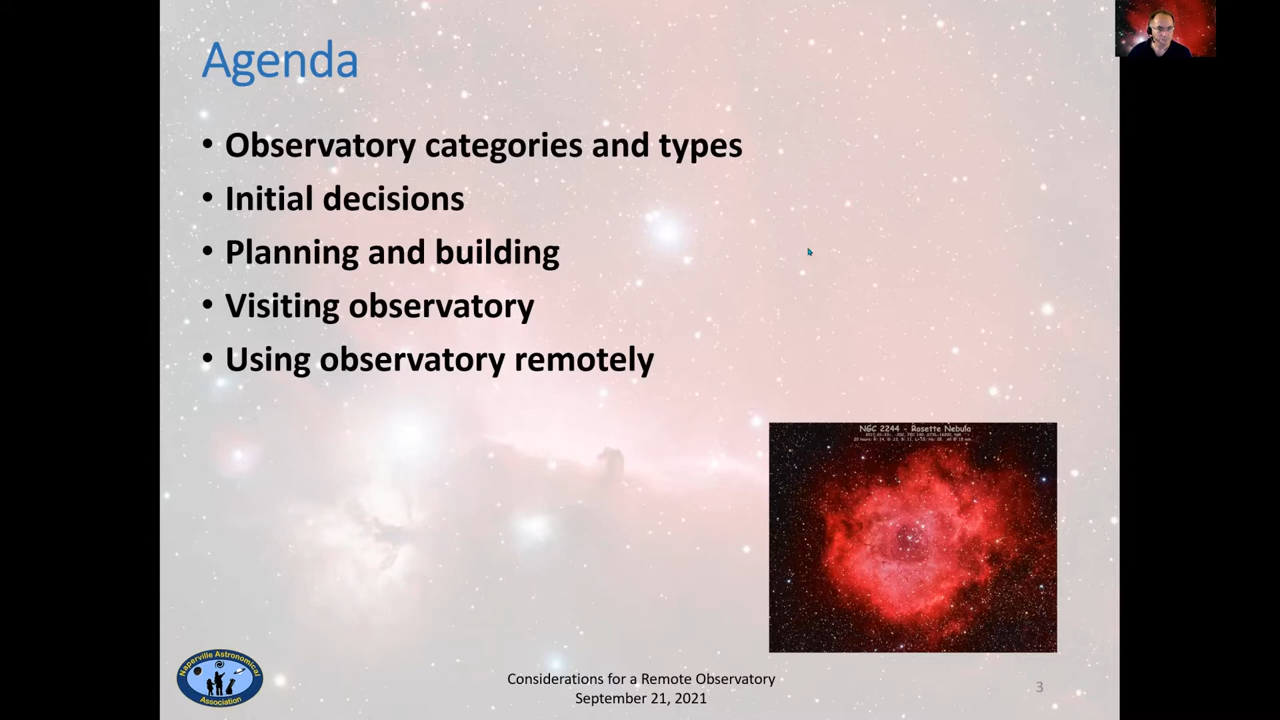 Agenda
• Observatory categories and types
• Initial decisions
• Planning and building
• Visiting observatory
• Using observatory remotely
NGC 2244 - Rosette Nebula
Naperville Astronomical
Association
Considerations for a Remote Observatory
September 21, 2021
3